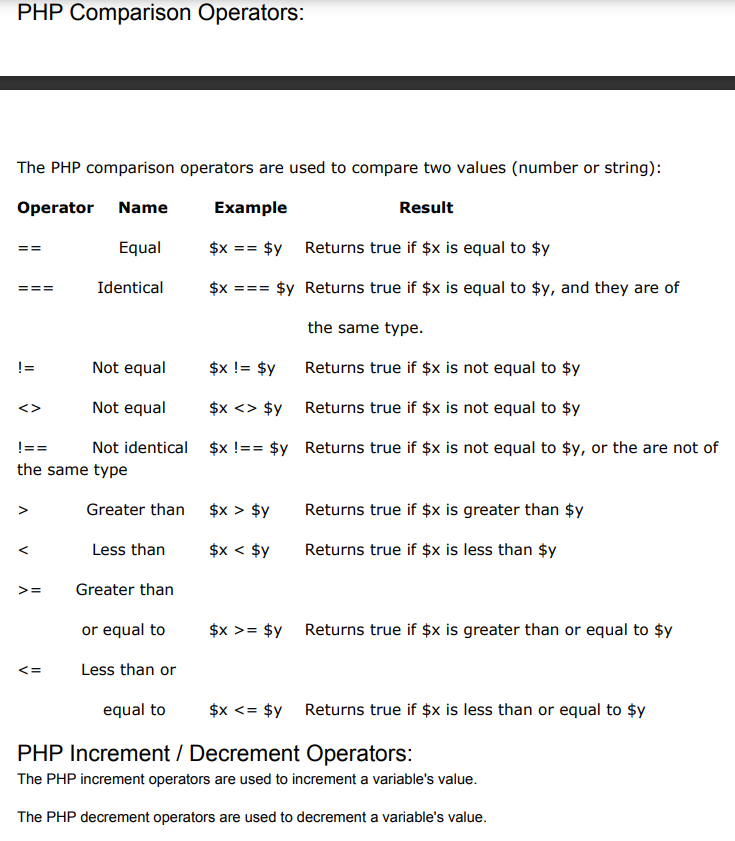 PHP Comparison Operators:
The PHP comparison operators are used to compare two values (number or string):
Operator Name Example Result
== Equal $x == $y Returns true if $x is equal to $y
=== Identical $x === $y Returns true if $x is equal to $y, and they are of
the same type.
!= Not equal $x != $y Returns true if $x is not equal to $y
<> Not equal $x <> $y Returns true if $x is not equal to $y
!== Not identical $x !== $y Returns true if $x is not equal to $y, or the are not of
the same type
> Greater than $x > $y Returns true if $x is greater than $y
< Less than $x < $y Returns true if $x is less than $y
>= Greater than
or equal to $x >= $y Returns true if $x is greater than or equal to $y
<= Less than or
equal to $x <= $y Returns true if $x is less than or equal to $y
PHP Increment / Decrement Operators:
The PHP increment operators are used to increment a variable's value.
The PHP decrement operators are used to decrement a variable's value.